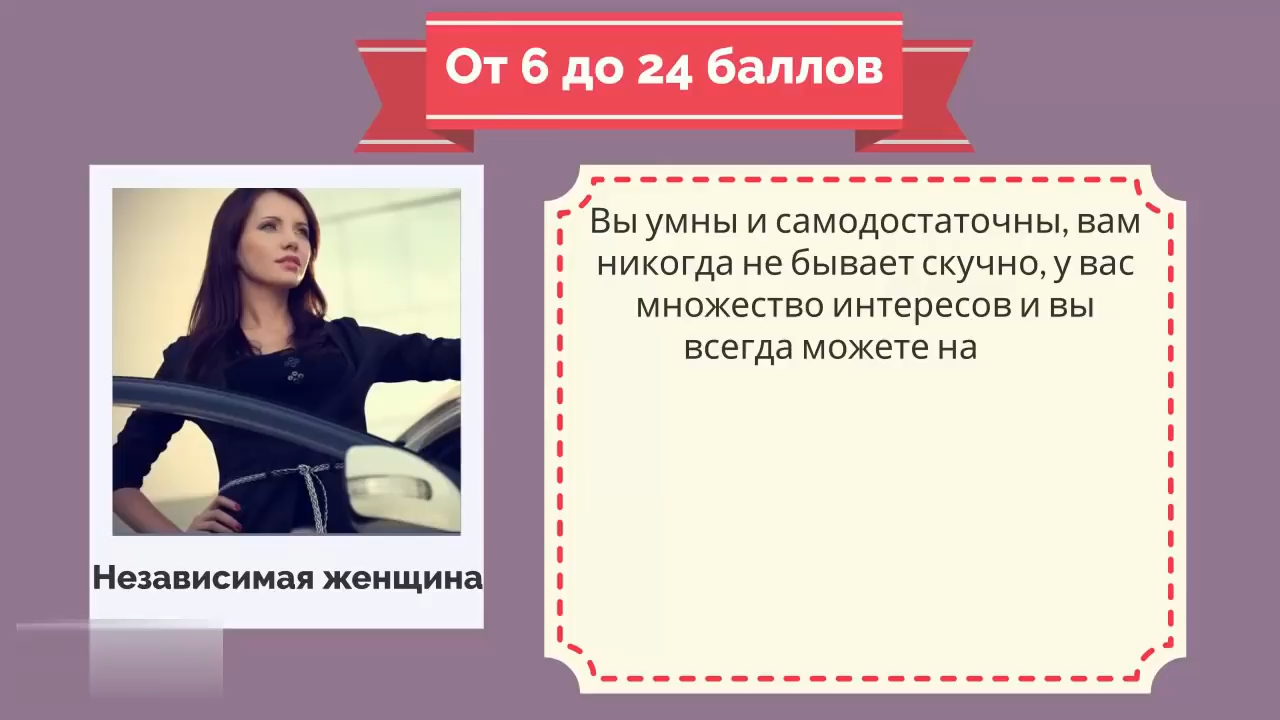 От 6 до 24 баллов
Вы умны и самодостаточны, вам
никогда не бывает скучно, у вас
множество интересов и вы
всегда можете на
Независимая женщина